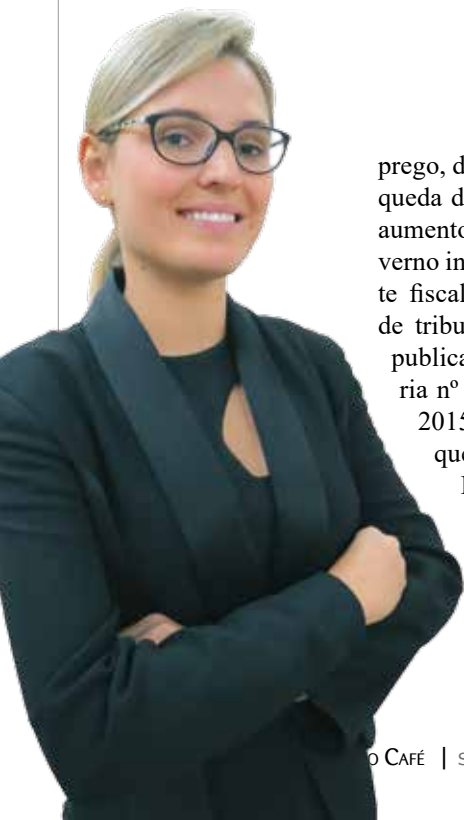 prego, d
queda d
aumento
verno in
te fiscal
de tribu
publica
ria nº
2015
que
o Café | s